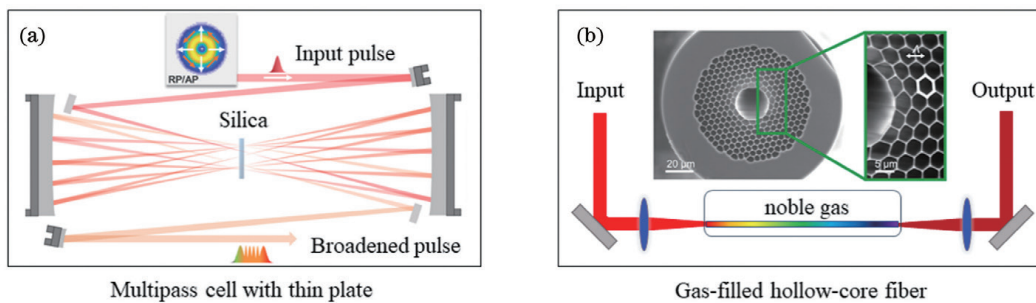 (a)
Input pulse
RP/AP
Silica
Broadened pulse
Multipass cell with thin plate
(b)
Input
Output
20 μm
5 μm
noble gas
Gas-filled hollow-core fiber